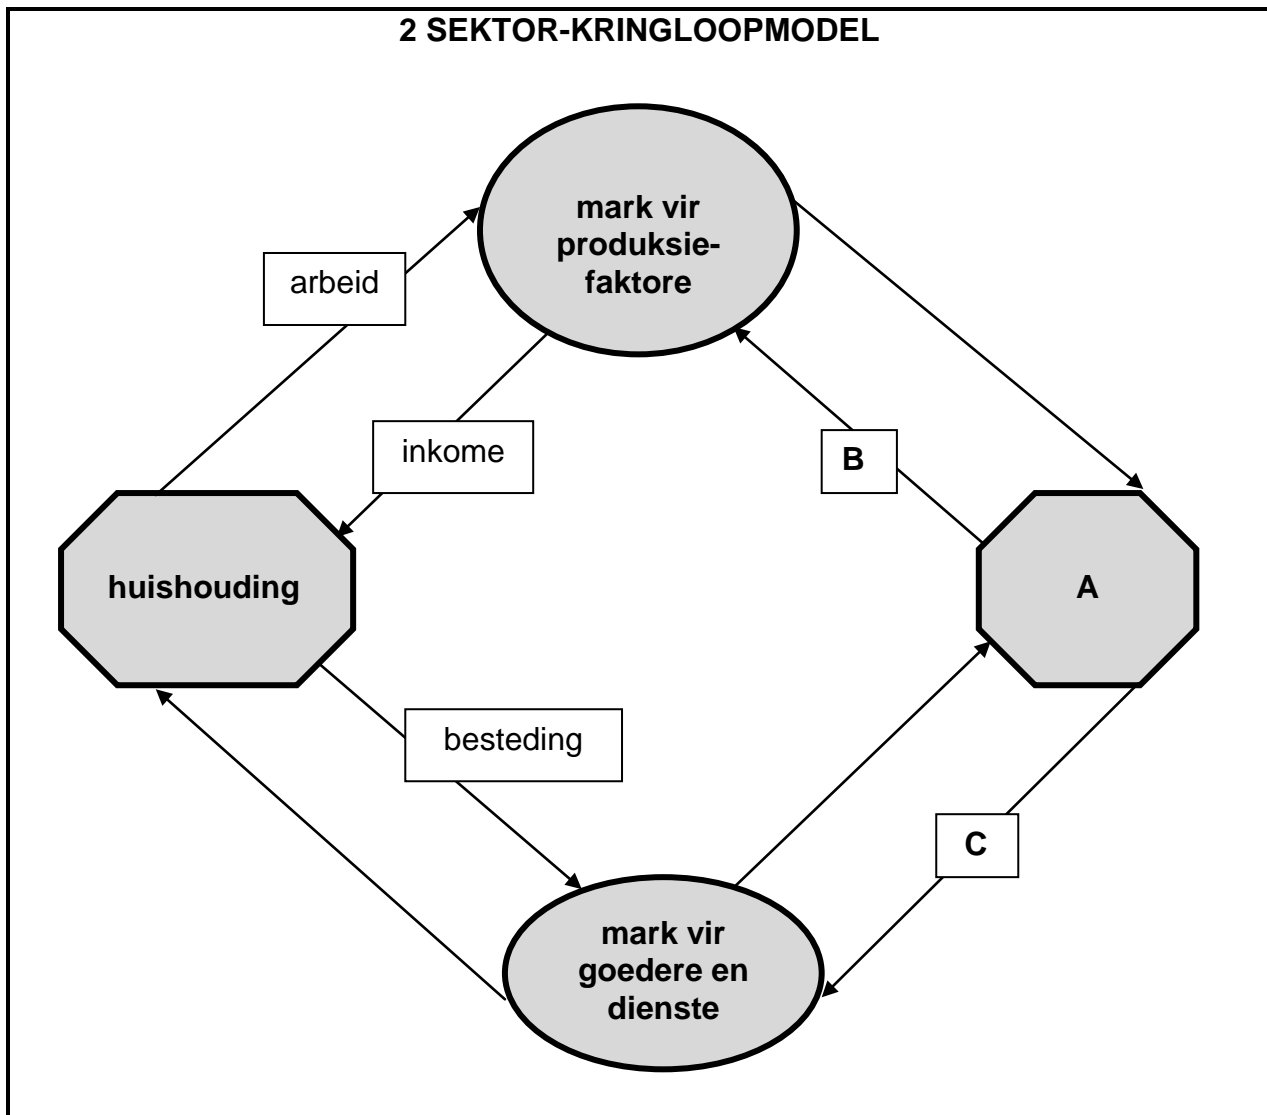 2 SEKTOR-KRINGLOOPMODEL
mark vir
produksie-
faktore
arbeid
inkome
B
huishouding
A
besteding
C
mark vir
goedere en
dienste